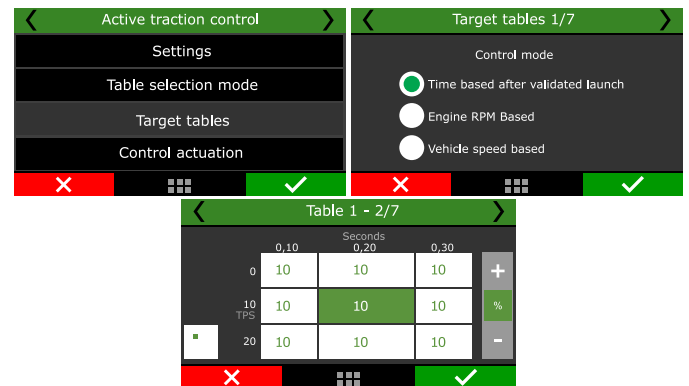 Active traction control
Settings
Table selection mode
Target tables
Control actuation
Target tables 1/7
Control mode
Time based after validated launch
Engine RPM Based
Vehicle speed based
Table 1 - 2/7
Seconds
0,10 0,20 0,30
0 10 10 10
+
10 10 10 10
TPS
%
20 10 10 10
-